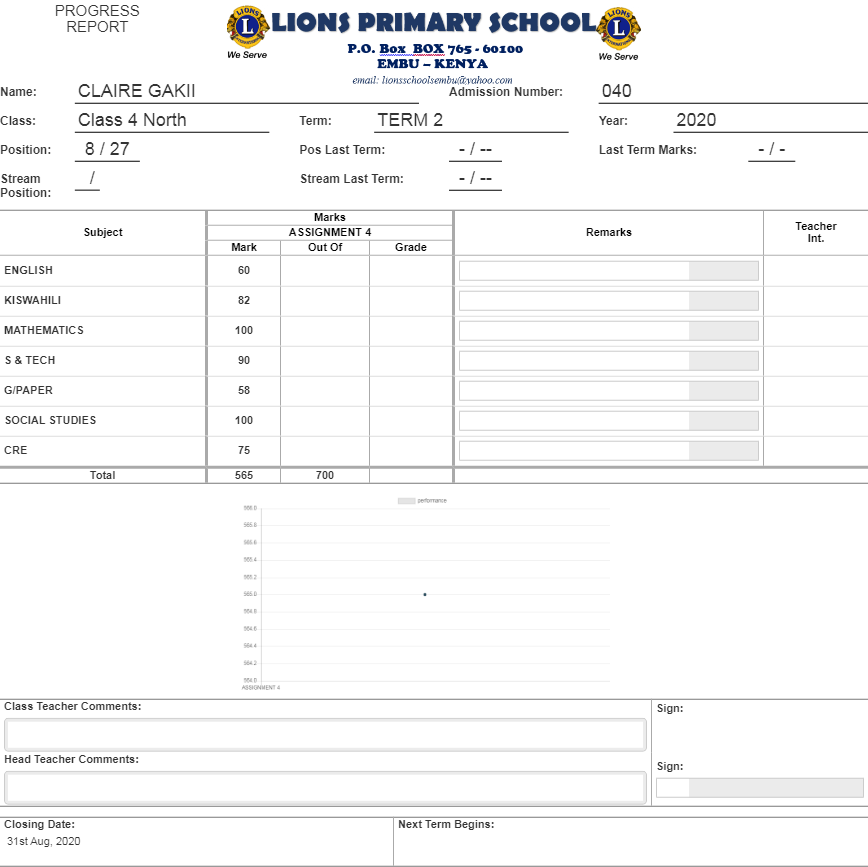 PROGRESS
REPORT
LIONS PRIMARY SCHOOL
LIONS
L
INTERNATIONAL
We Serve
LIONS
L
INTERNATIONAL
We Serve
P.O. Box BOX 765 - 60100
EMBU – KENYA
email: lionsschoolsembu@yahoo.com
Name: CLAIRE GAKII Admission Number: 040
Class: Class 4 North Term: TERM 2 Year: 2020
Position: 8 / 27 Pos Last Term: - / -- Last Term Marks: - / -
Stream Position: / Stream Last Term: - / --
Marks
Subject ASSIGNMENT 4 Remarks Teacher Int.
Mark Out Of Grade
ENGLISH 60
KISWAHILI 82
MATHEMATICS 100
S & TECH 90
G/PAPER 58
SOCIAL STUDIES 100
CRE 75
Total 565 700
performance
566.0
565.8
565.6
565.4
565.2
565.0
564.8
564.6
564.4
564.2
564.0
ASSIGNMENT 4
Class Teacher Comments: Sign:
Head Teacher Comments: Sign:
Closing Date: Next Term Begins:
31st Aug, 2020